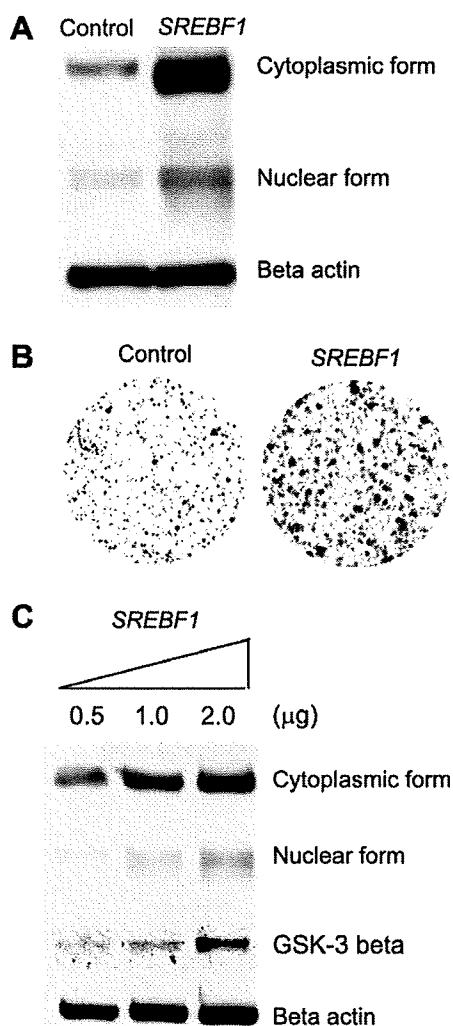 A
Control SREBF1
Cytoplasmic form
Nuclear form
Beta actin
B
Control SREBF1
C
SREBF1
0.5 1.0 2.0 (µg)
Cytoplasmic form
Nuclear form
GSK-3 beta
Beta actin